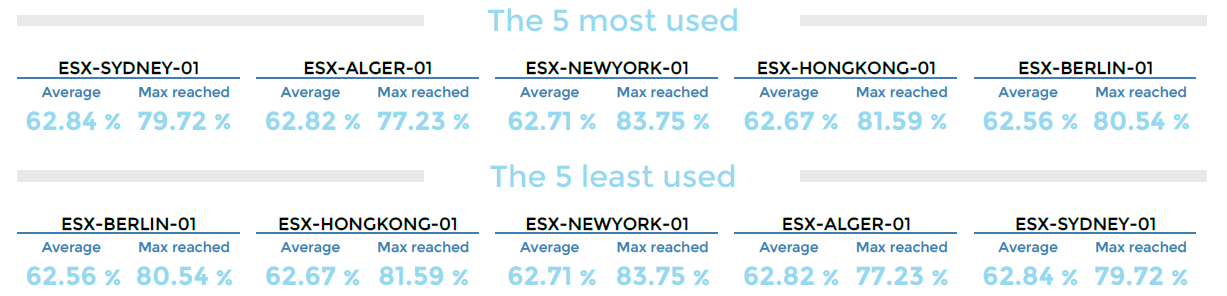 The 5 most used
ESX-SYDNEY-01 ESX-ALGER-01 ESX-NEWYORK-01 ESX-HONGKONG-01 ESX-BERLIN-01
Average Max reached Average Max reached Average Max reached Average Max reached Average Max reached
62.84 % 79.72 % 62.82 % 77.23 % 62.71 % 83.75 % 62.67 % 81.59 % 62.56 % 80.54 %
The 5 least used
ESX-BERLIN-01 ESX-HONGKONG-01 ESX-NEWYORK-01 ESX-ALGER-01 ESX-SYDNEY-01
Average Max reached Average Max reached Average Max reached Average Max reached Average Max reached
62.56 % 80.54 % 62.67 % 81.59 % 62.71 % 83.75 % 62.82 % 77.23 % 62.84 % 79.72 %